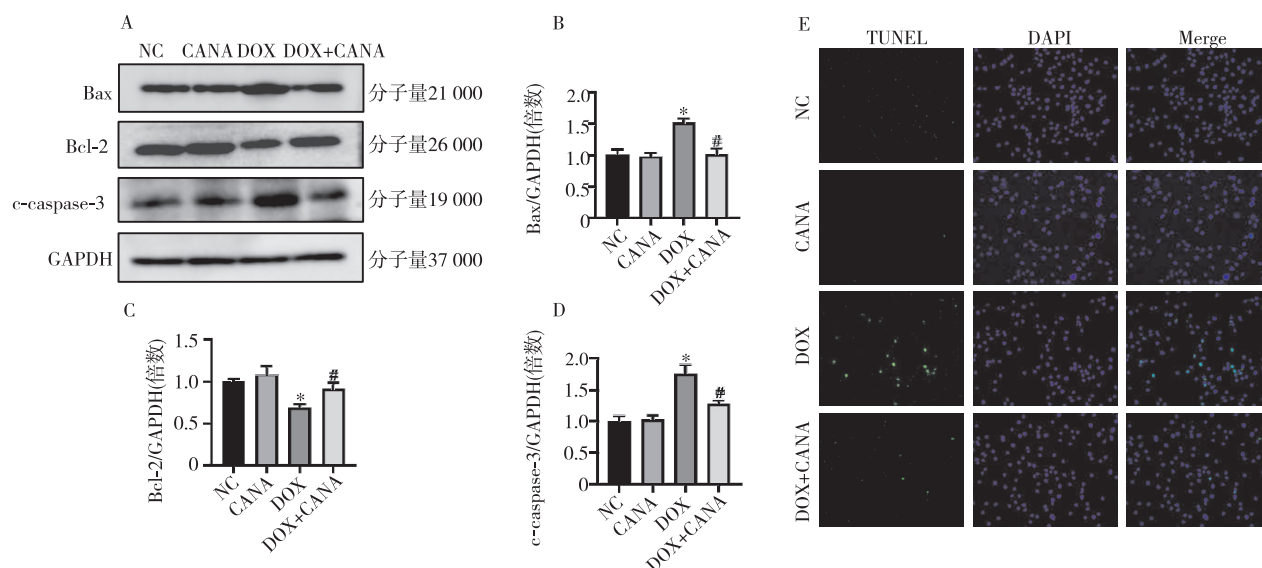 A
NC CANA DOX DOX+CANA
Bax 分子量21 000
Bcl-2 分子量26 000
c-caspase-3 分子量19 000
GAPDH 分子量37 000
B
Bax/GAPDH(倍数)
2.0
1.5
1.0
0.5
0
*
#
NC CANA DOX DOX+CANA
C
Bcl-2/GAPDH(倍数)
1.5
1.0
0.5
0
*
#
NC CANA DOX DOX+CANA
D
c-caspase-3/GAPDH(倍数)
2.0
1.5
1.0
0.5
0
*
#
NC CANA DOX DOX+CANA
E
TUNEL DAPI Merge
NC
CANA
DOX
DOX+CANA